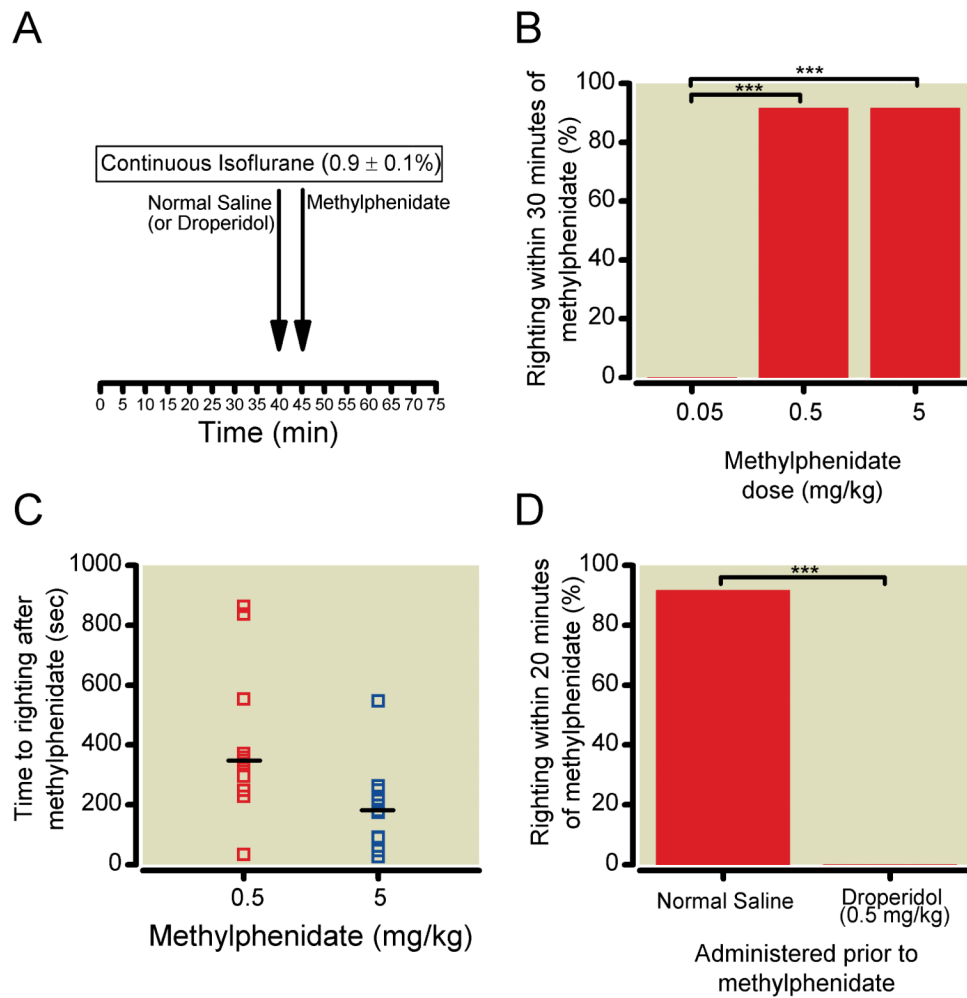 A
Continuous Isoflurane (0.9 ± 0.1%)
Normal Saline
(or Droperidol)
Methylphenidate
0 5 10 15 20 25 30 35 40 45 50 55 60 65 70 75
Time (min)
B
Righting within 30 minutes of
methylphenidate (%)
100
80
60
40
20
0
***
***
0.05 0.5 5
Methylphenidate
dose (mg/kg)
C
Time to righting after
methylphenidate (sec)
1000
800
600
400
200
0
0.5 5
Methylphenidate (mg/kg)
D
Righting within 20 minutes
of methylphenidate (%)
100
80
60
40
20
0
***
Normal Saline
Droperidol
(0.5 mg/kg)
Administered prior to
methylphenidate